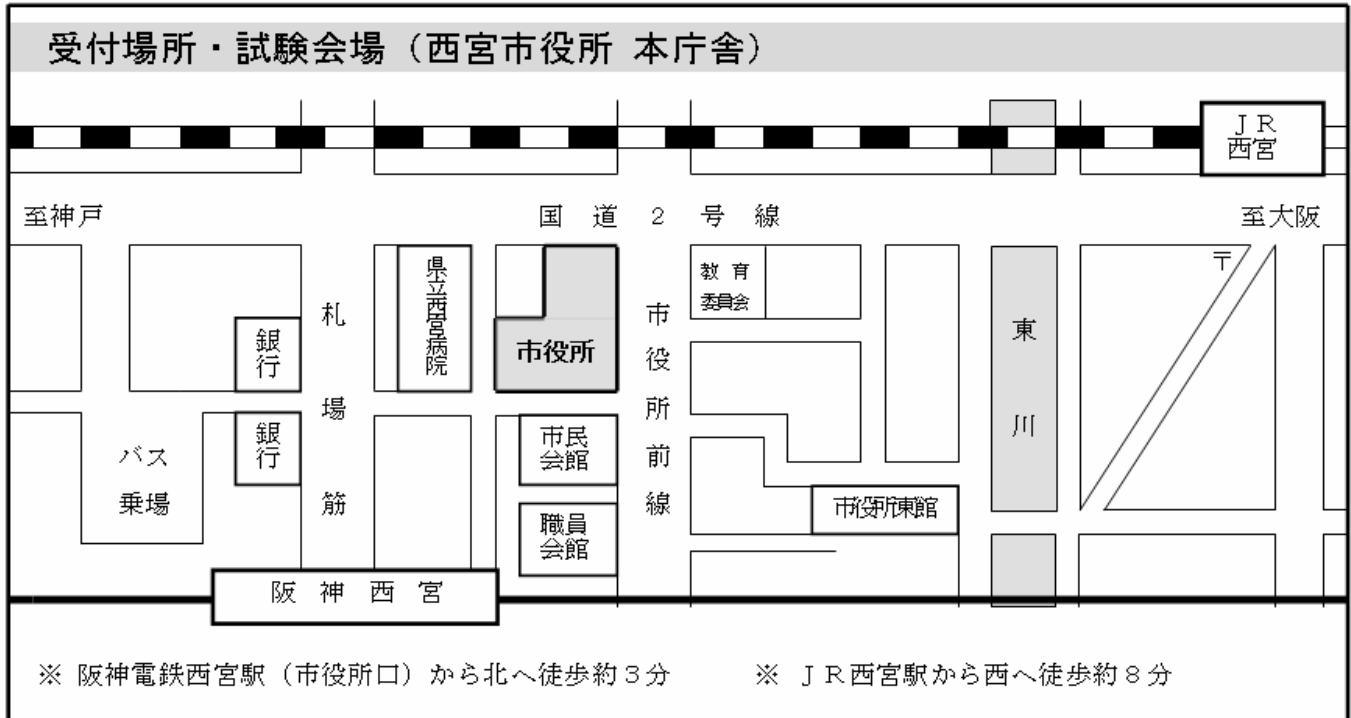 受付場所・試験会場（西宮市役所 本庁舎）
ＪＲ
西宮
至神戸
国道２号線
至大阪
〒
県立西宮病院
教育
委員会
札場筋
市役所前線
東川
銀行
市役所
銀行
市民
会館
バス
乗場
市役所東館
職員
会館
阪神西宮
※ 阪神電鉄西宮駅（市役所口）から北へ徒歩約３分
※ ＪＲ西宮駅から西へ徒歩約８分